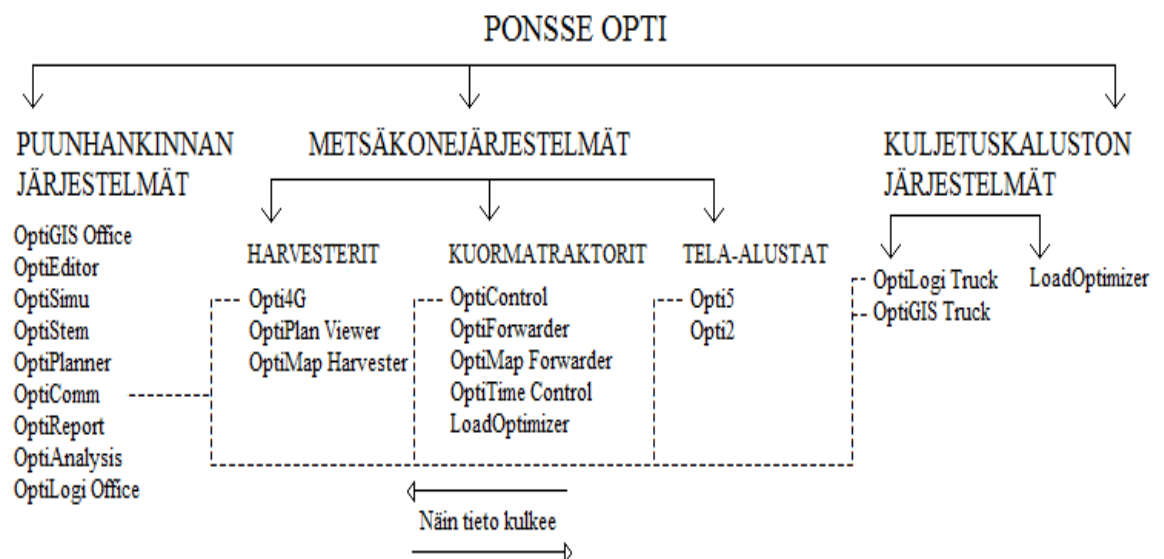 PONSSE OPTI
PUUNHANKINNAN
JÄRJESTELMÄT
OptiGIS Office
OptiEditor
OptiSimu
OptiStem
OptiPlanner
OptiComm
OptiReport
OptiAnalysis
OptiLogi Office
METSÄKONEJÄRJESTELMÄT
HARVESTERIT
Opti4G
OptiPlan Viewer
OptiMap Harvester
KUORMATRAKTORIT
OptiControl
OptiForwarder
OptiMap Forwarder
OptiTime Control
LoadOptimizer
TELA-ALUSTAT
Opti5
Opti2
KULJETUSKALUSTON
JÄRJESTELMÄT
OptiLogi Truck
OptiGIS Truck
LoadOptimizer
Näin tieto kulkee